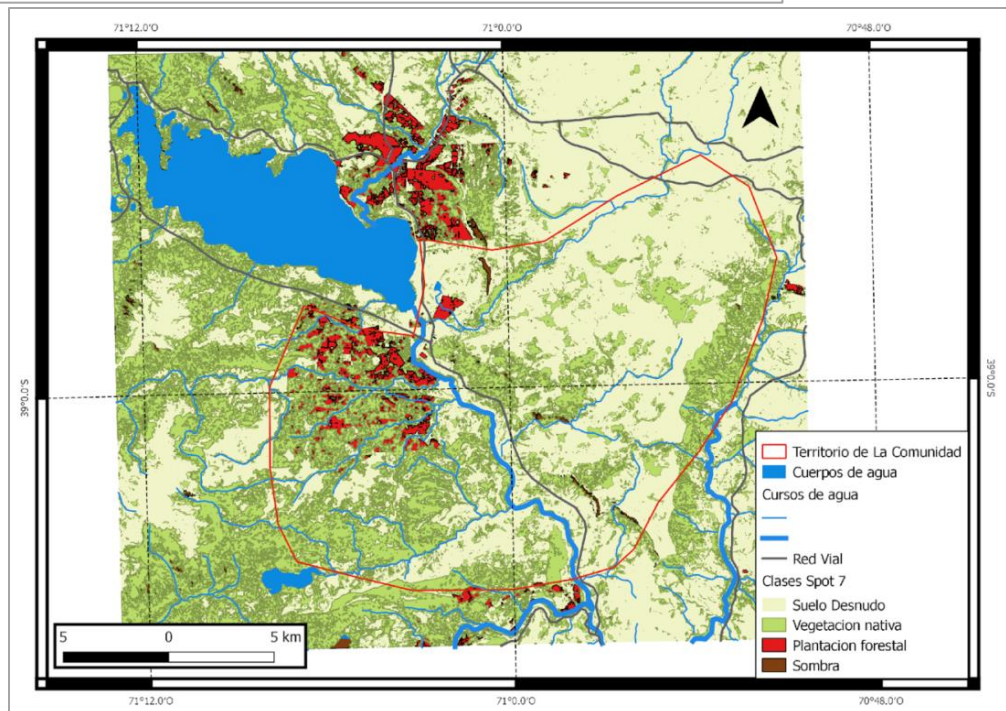 71°12.0'O
71°0.0'O
70°48.0'O
39°0.0'S
39°0.0'S
Territorio de La Comunidad
Cuerpos de agua
Cursos de agua
Red Vial
Clases Spot 7
Suelo Desnudo
Vegetacion nativa
Plantacion forestal
Sombra
5 0 5 km
71°12.0'O
71°0.0'O
70°48.0'O